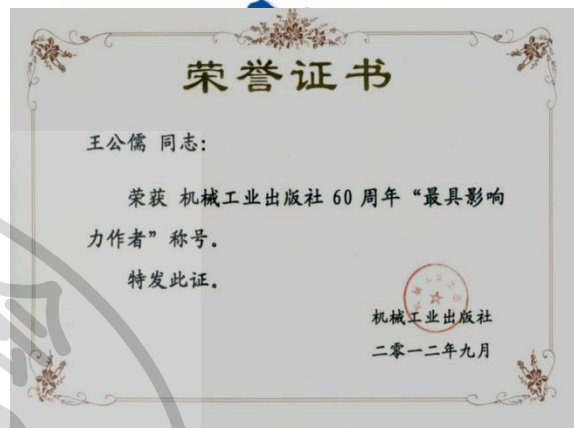 荣誉证书
王公儒 同志：
荣获 机械工业出版社 60 周年“最具影响
力作者”称号。
特发此证。
机械工业出版社
二零一二年九月